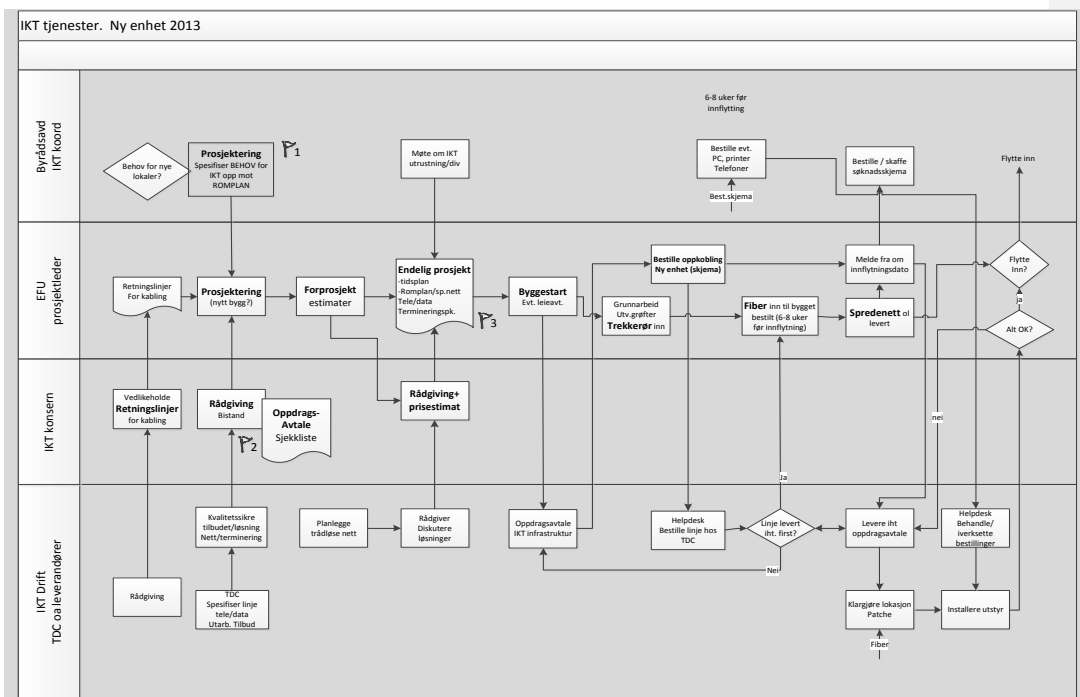 IKT tjenester.  Ny enhet 2013
Byrådsavd
IKT koord
6-8 uker før
innflytting
Behov for nye
lokaler?
Prosjektering
Spesifiser BEHOV for
IKT opp mot
ROMPLAN
1
Møte om IKT
utrustning/div
Bestille evt.
PC, printer
Telefoner
Best.skjema
Bestille / skaffe
søknadsskjema
Flytte inn
EFU
prosjektleder
Retningslinjer
For kabling
Prosjektering
(nytt bygg?)
Forprosjekt
estimater
Endelig prosjekt
-tidsplan
-Romplan/sp.nett
Tele/data
Termineringspk.
3
Byggestart
Evt. leieavt.
Grunnarbeid
Utv.grøfter
Trekkerør inn
Bestille oppkobling
Ny enhet (skjema)
Fiber inn til bygget
bestilt (6-8 uker
før innflytning)
Melde fra om
innflytningsdato
Spredenett ol
levert
Flytte
Inn?
ja
Alt OK?
nei
IKT konsern
Vedlikeholde
Retningslinjer
for kabling
Rådgiving
Bistand
2
Oppdrags-
Avtale
Sjekkliste
Rådgiving+
prisestimat
Ja
IKT Drift
TDC oa leverandører
Rådgiving
Kvalitetssikre
tilbudet/løsning
Nett/terminering
TDC
Spesifiser linje
tele/data
Utarb. Tilbud
Planlegge
trådløse nett
Rådgiver
Diskutere
løsninger
Oppdragsavtale
IKT infrastruktur
Helpdesk
Bestille linje hos
TDC
Linje levert
iht. first?
Nei
Levere iht
oppdragsavtale
Helpdesk
Behandle/
iverksette
bestillinger
Klargjøre lokasjon
Patche
Fiber
Installere utstyr